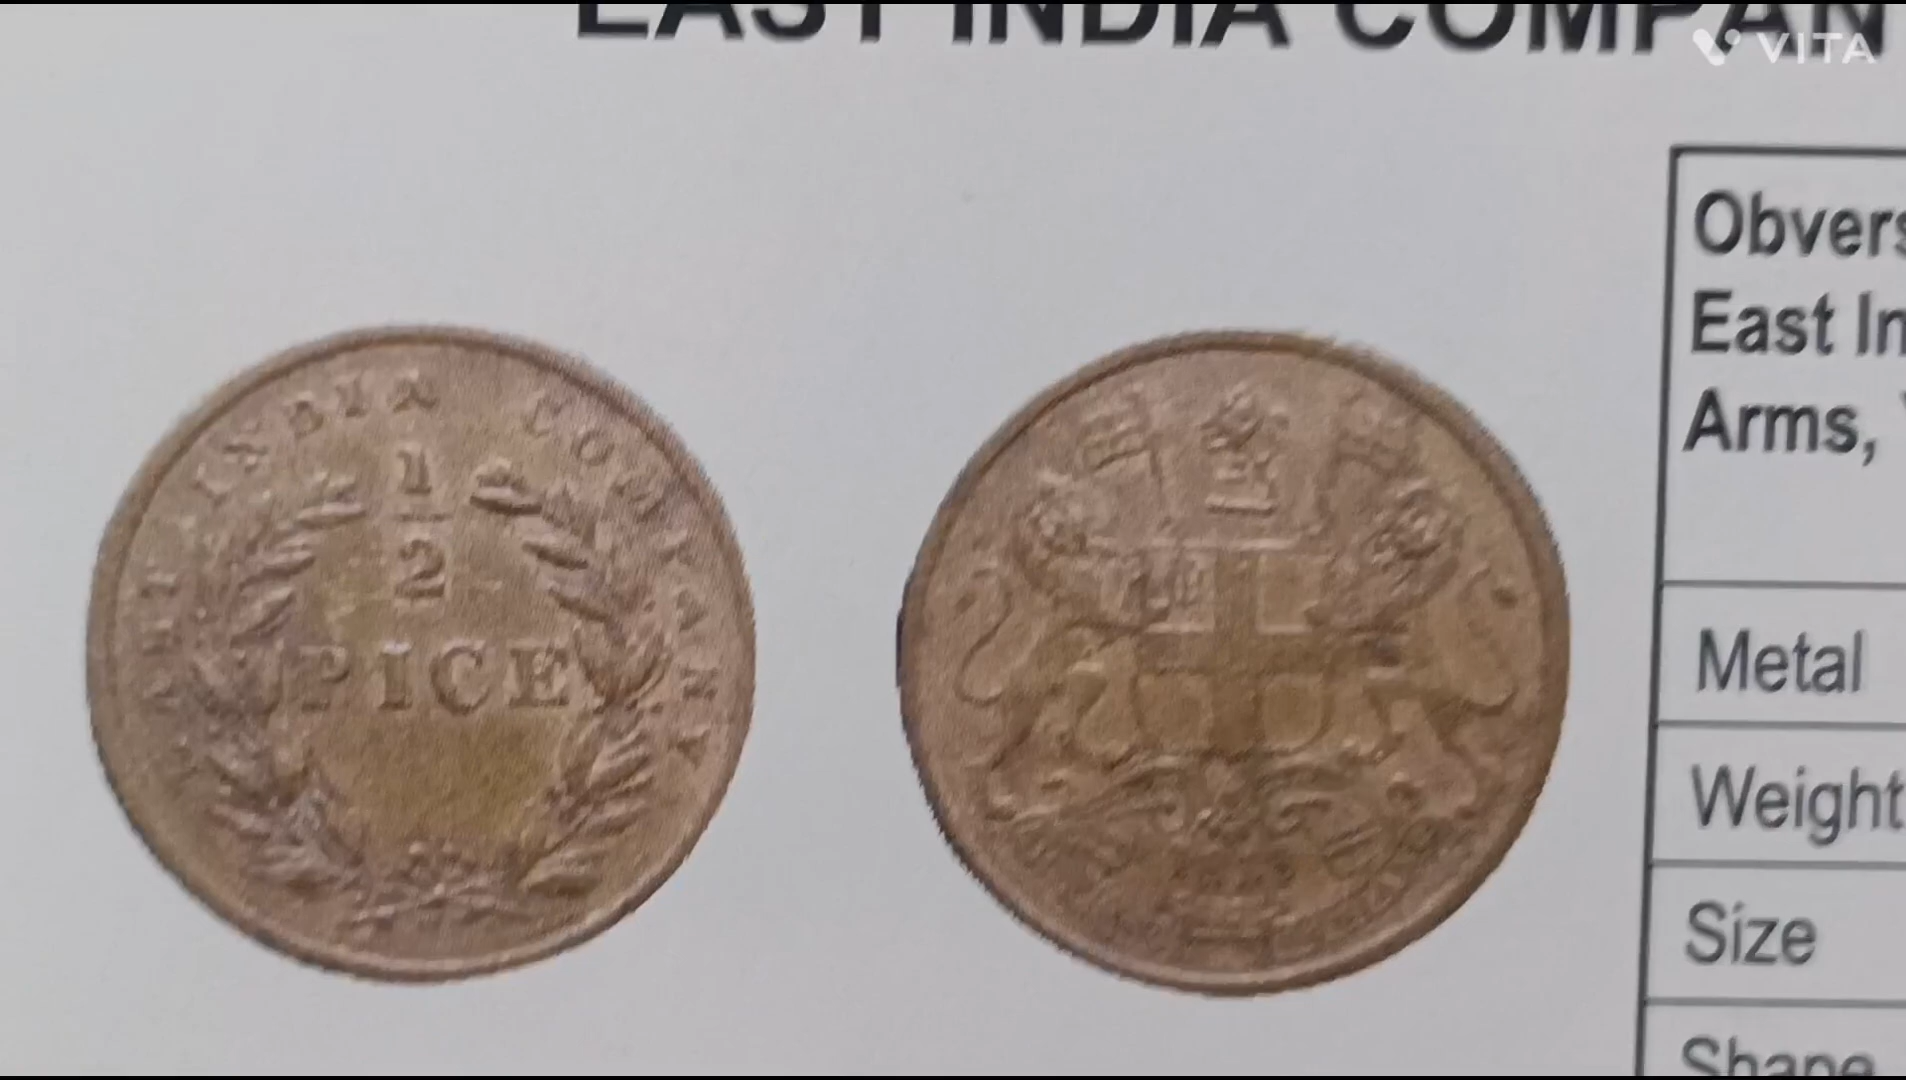 EAST INDIA COMPAN
VITA
EAST INDIA COMPANY
1
2
PICE
Obvers
East In
Arms,
Metal
Weight
Size
Shape